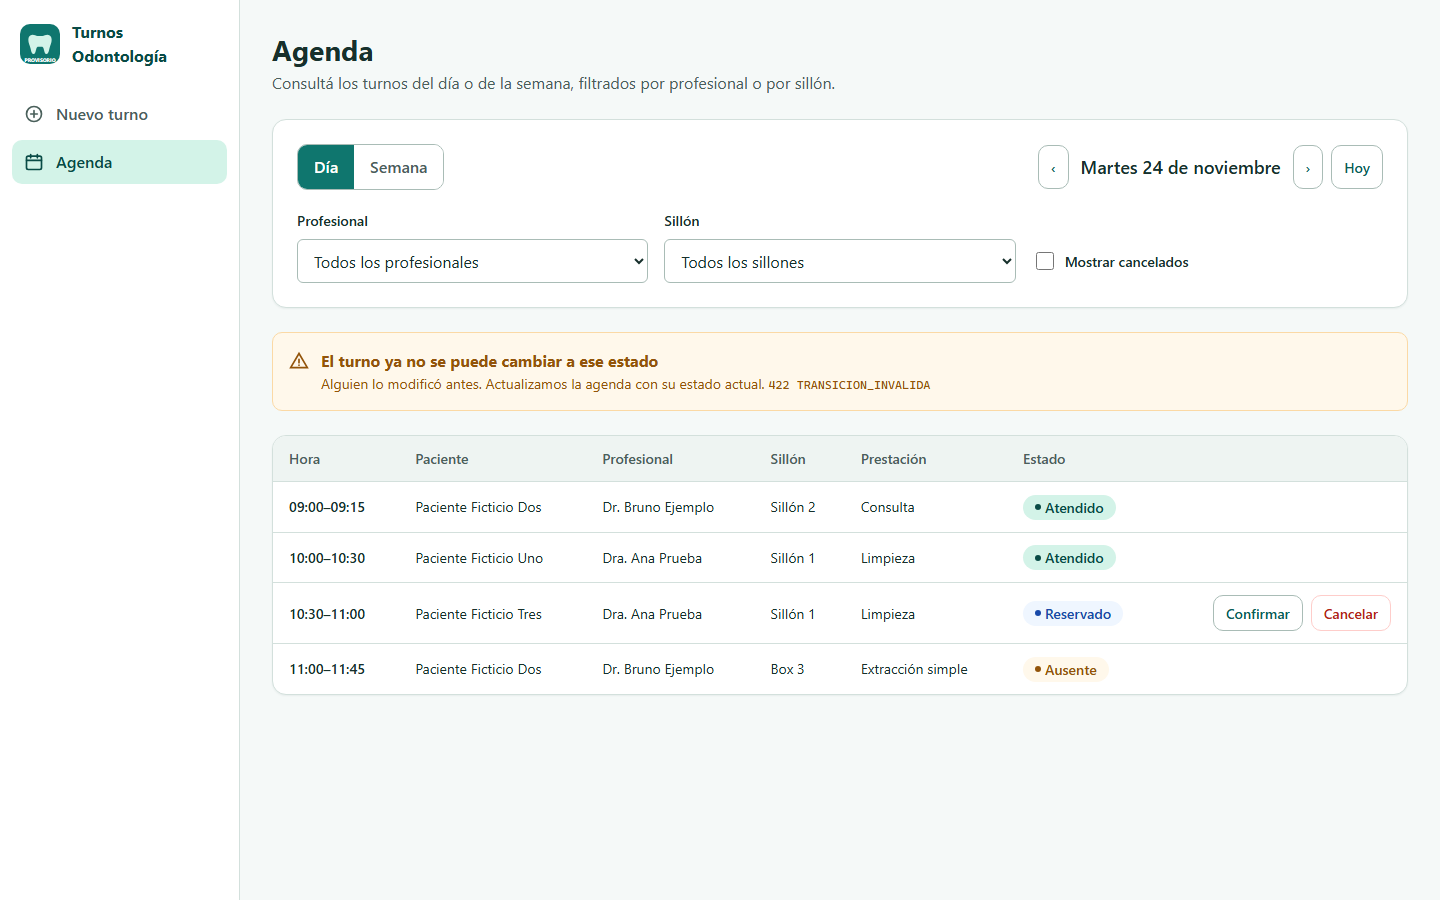 Turnos
Odontología
PROVISORIO
Nuevo turno
Agenda
Agenda
Consultá los turnos del día o de la semana, filtrados por profesional o por sillón.
Día Semana ‹ Martes 24 de noviembre › Hoy
Profesional Sillón
Todos los profesionales Todos los sillones Mostrar cancelados
El turno ya no se puede cambiar a ese estado
Alguien lo modificó antes. Actualizamos la agenda con su estado actual. 422 TRANSICION_INVALIDA
Hora Paciente Profesional Sillón Prestación Estado
09:00–09:15 Paciente Ficticio Dos Dr. Bruno Ejemplo Sillón 2 Consulta Atendido
10:00–10:30 Paciente Ficticio Uno Dra. Ana Prueba Sillón 1 Limpieza Atendido
10:30–11:00 Paciente Ficticio Tres Dra. Ana Prueba Sillón 1 Limpieza Reservado Confirmar Cancelar
11:00–11:45 Paciente Ficticio Dos Dr. Bruno Ejemplo Box 3 Extracción simple Ausente